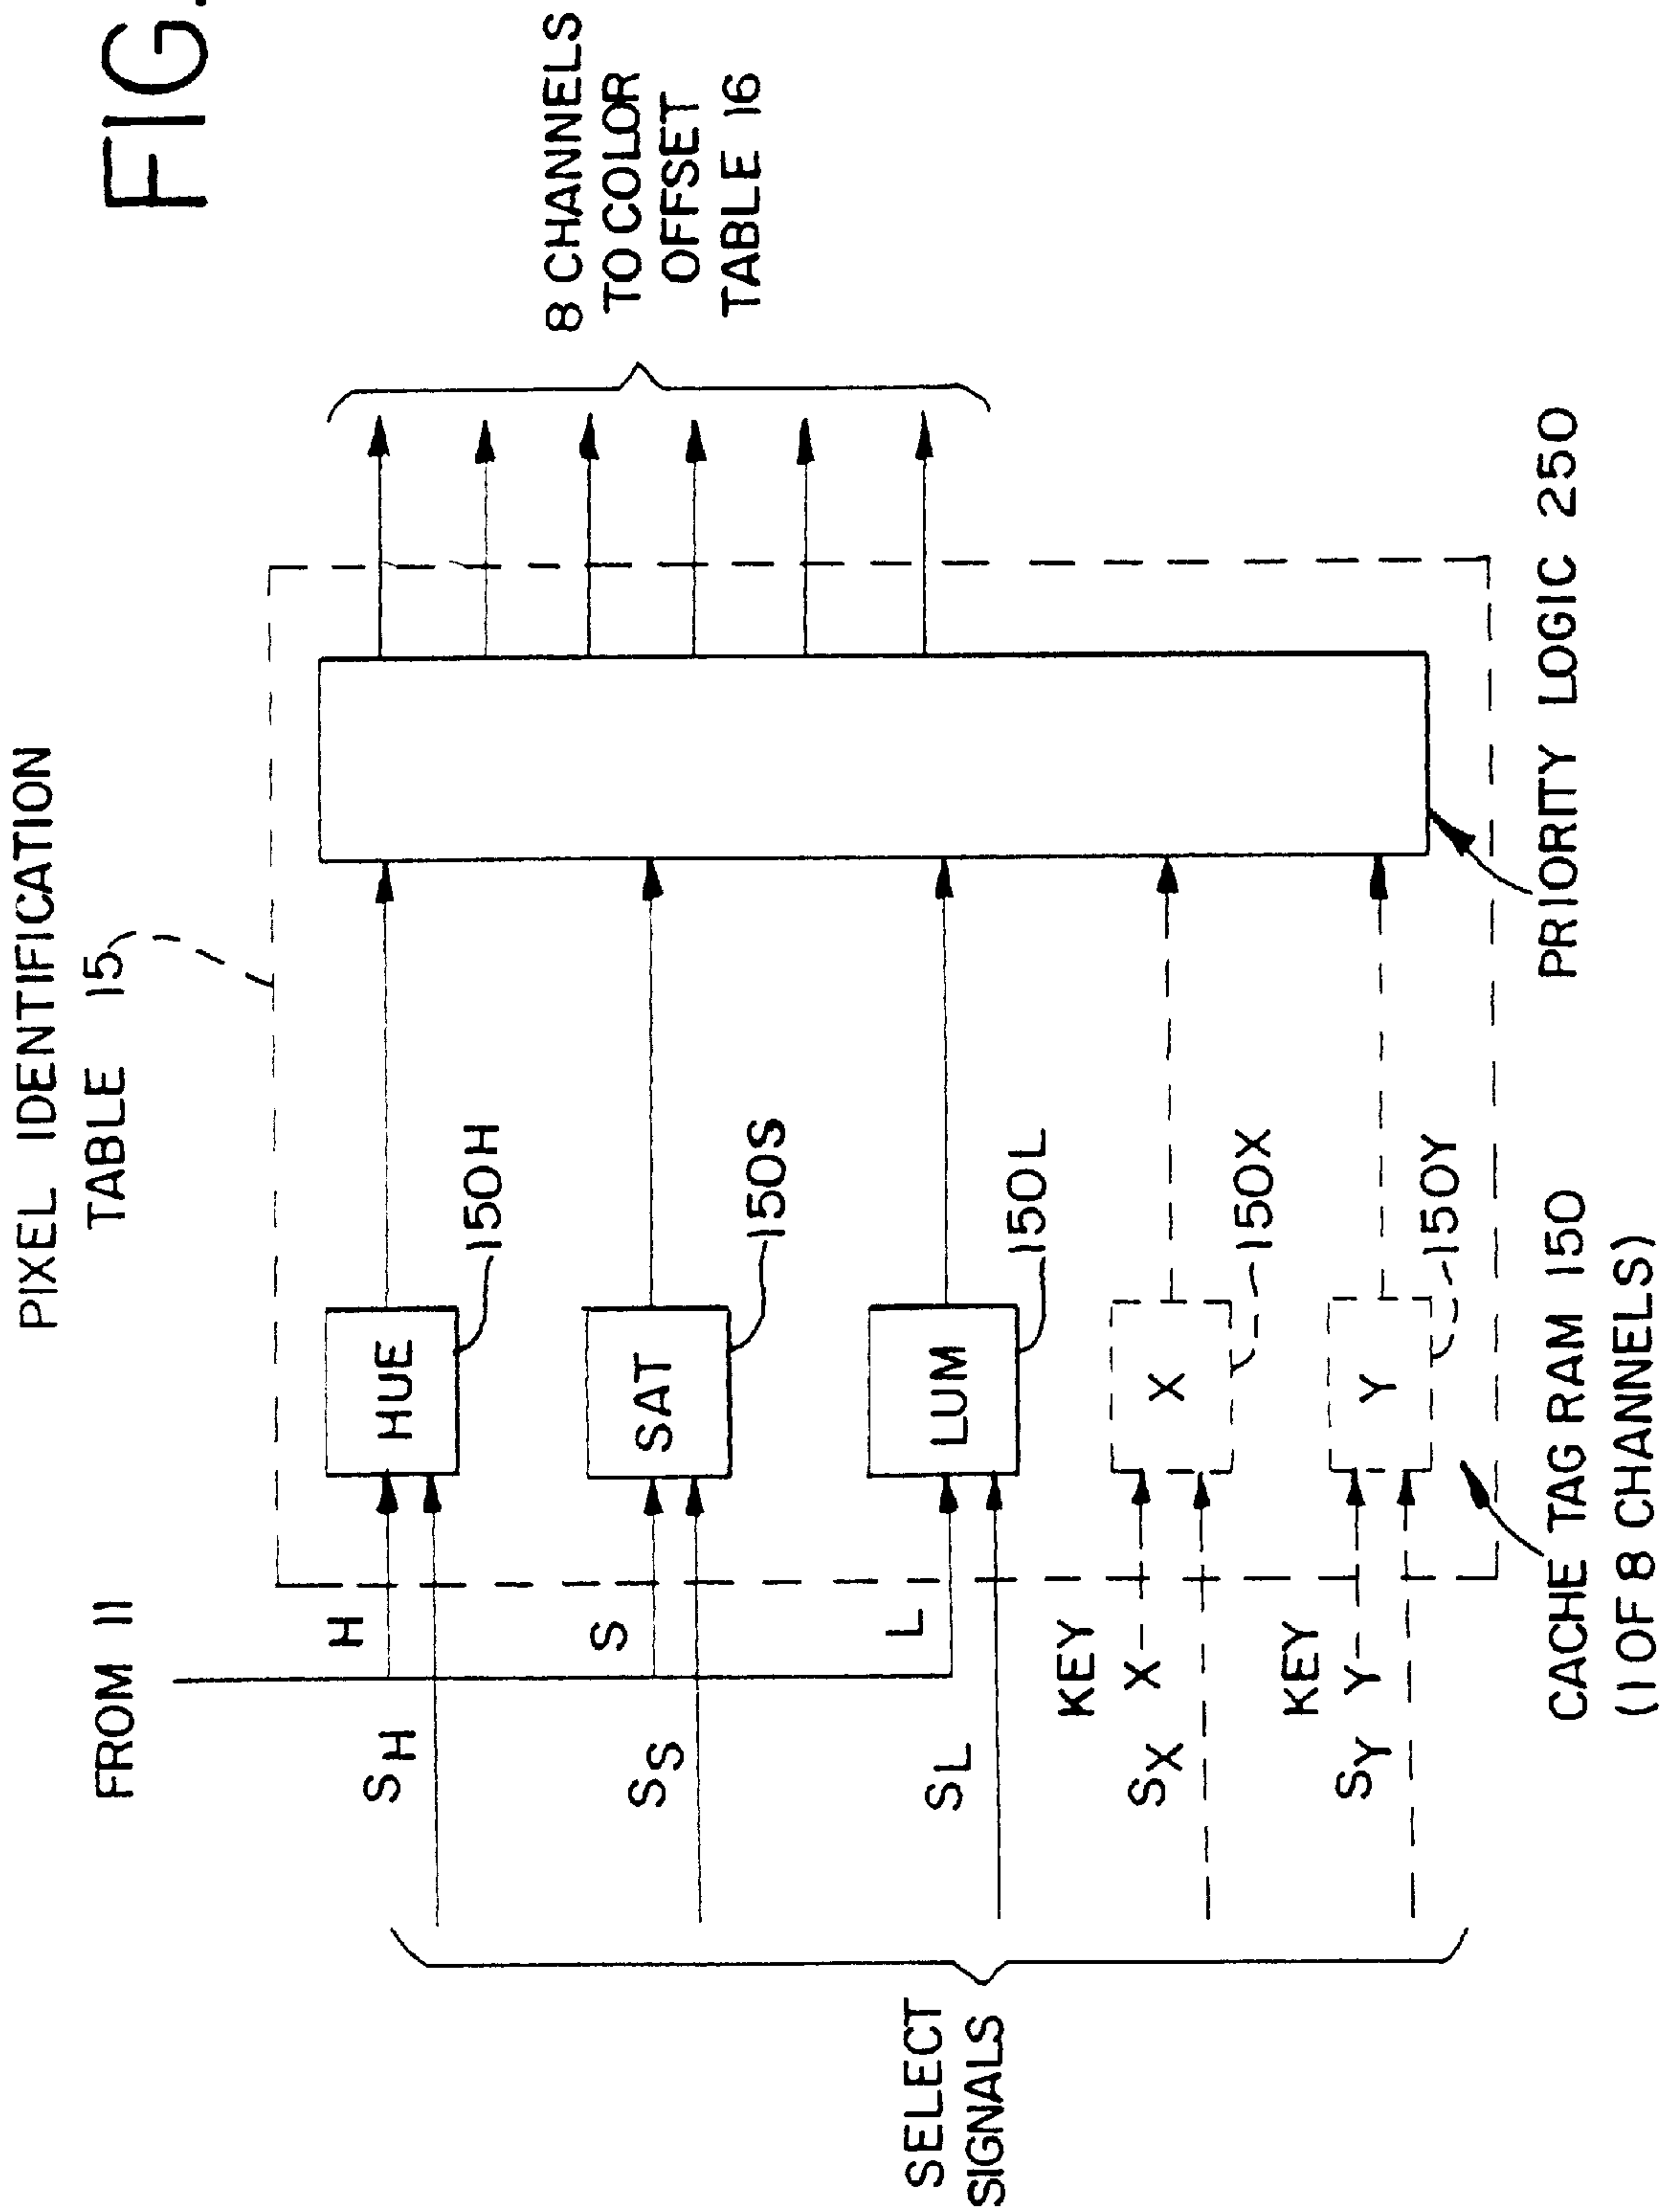 FIG.
PIXEL IDENTIFICATION
TABLE 15
FROM 11
H
S
L
SH
SS
SL
KEY
X
SX
KEY
Y
SY
SELECT
SIGNALS
HUE
SAT
LUM
X
Y
150H
150S
150L
150X
150Y
8 CHANNELS
TO COLOR
OFFSET
TABLE 16
PRIORITY LOGIC 250
CACHE TAG RAM 150
(1 OF 8 CHANNELS)